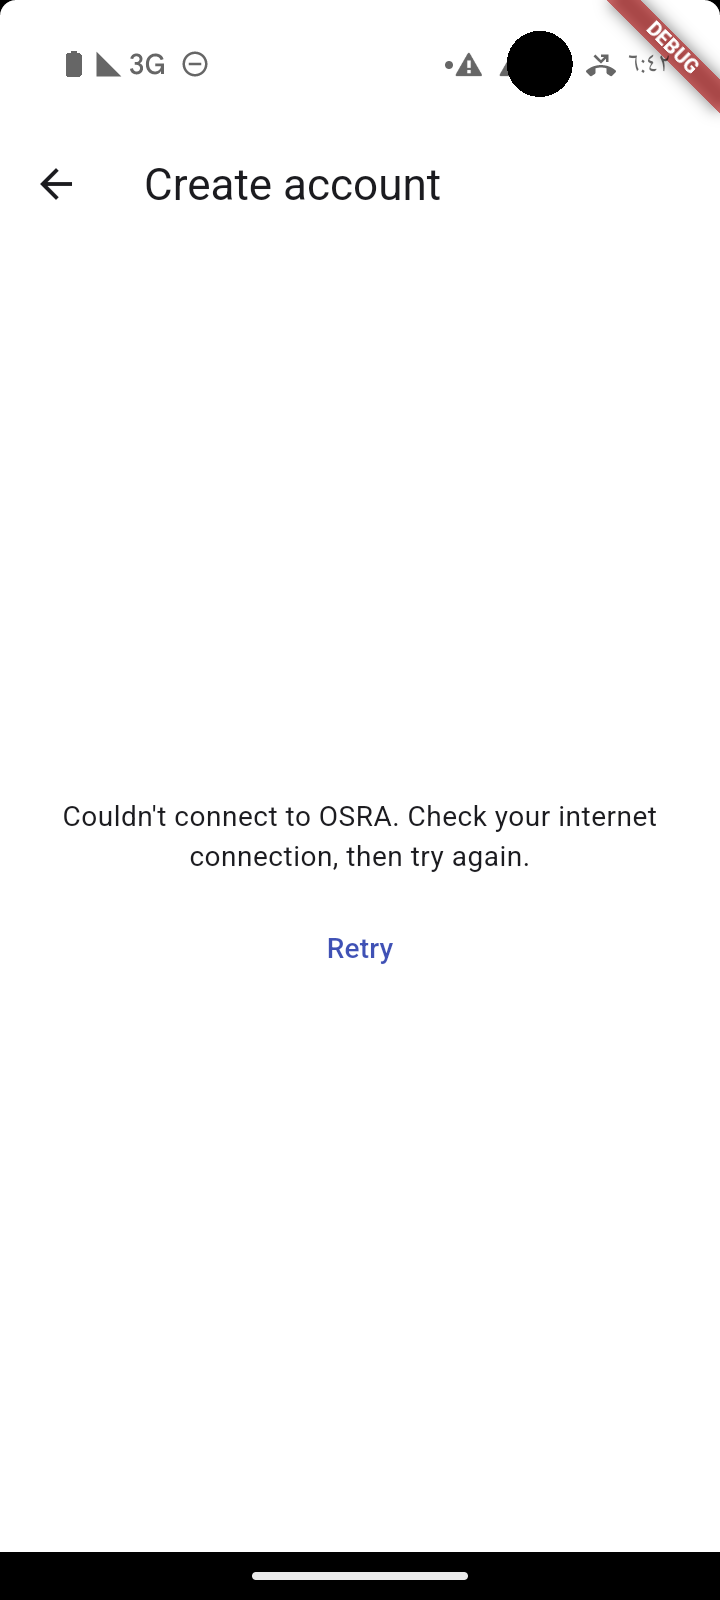 3G
٦:٤٢
DEBUG
Create account
Couldn't connect to OSRA. Check your internet
connection, then try again.
Retry